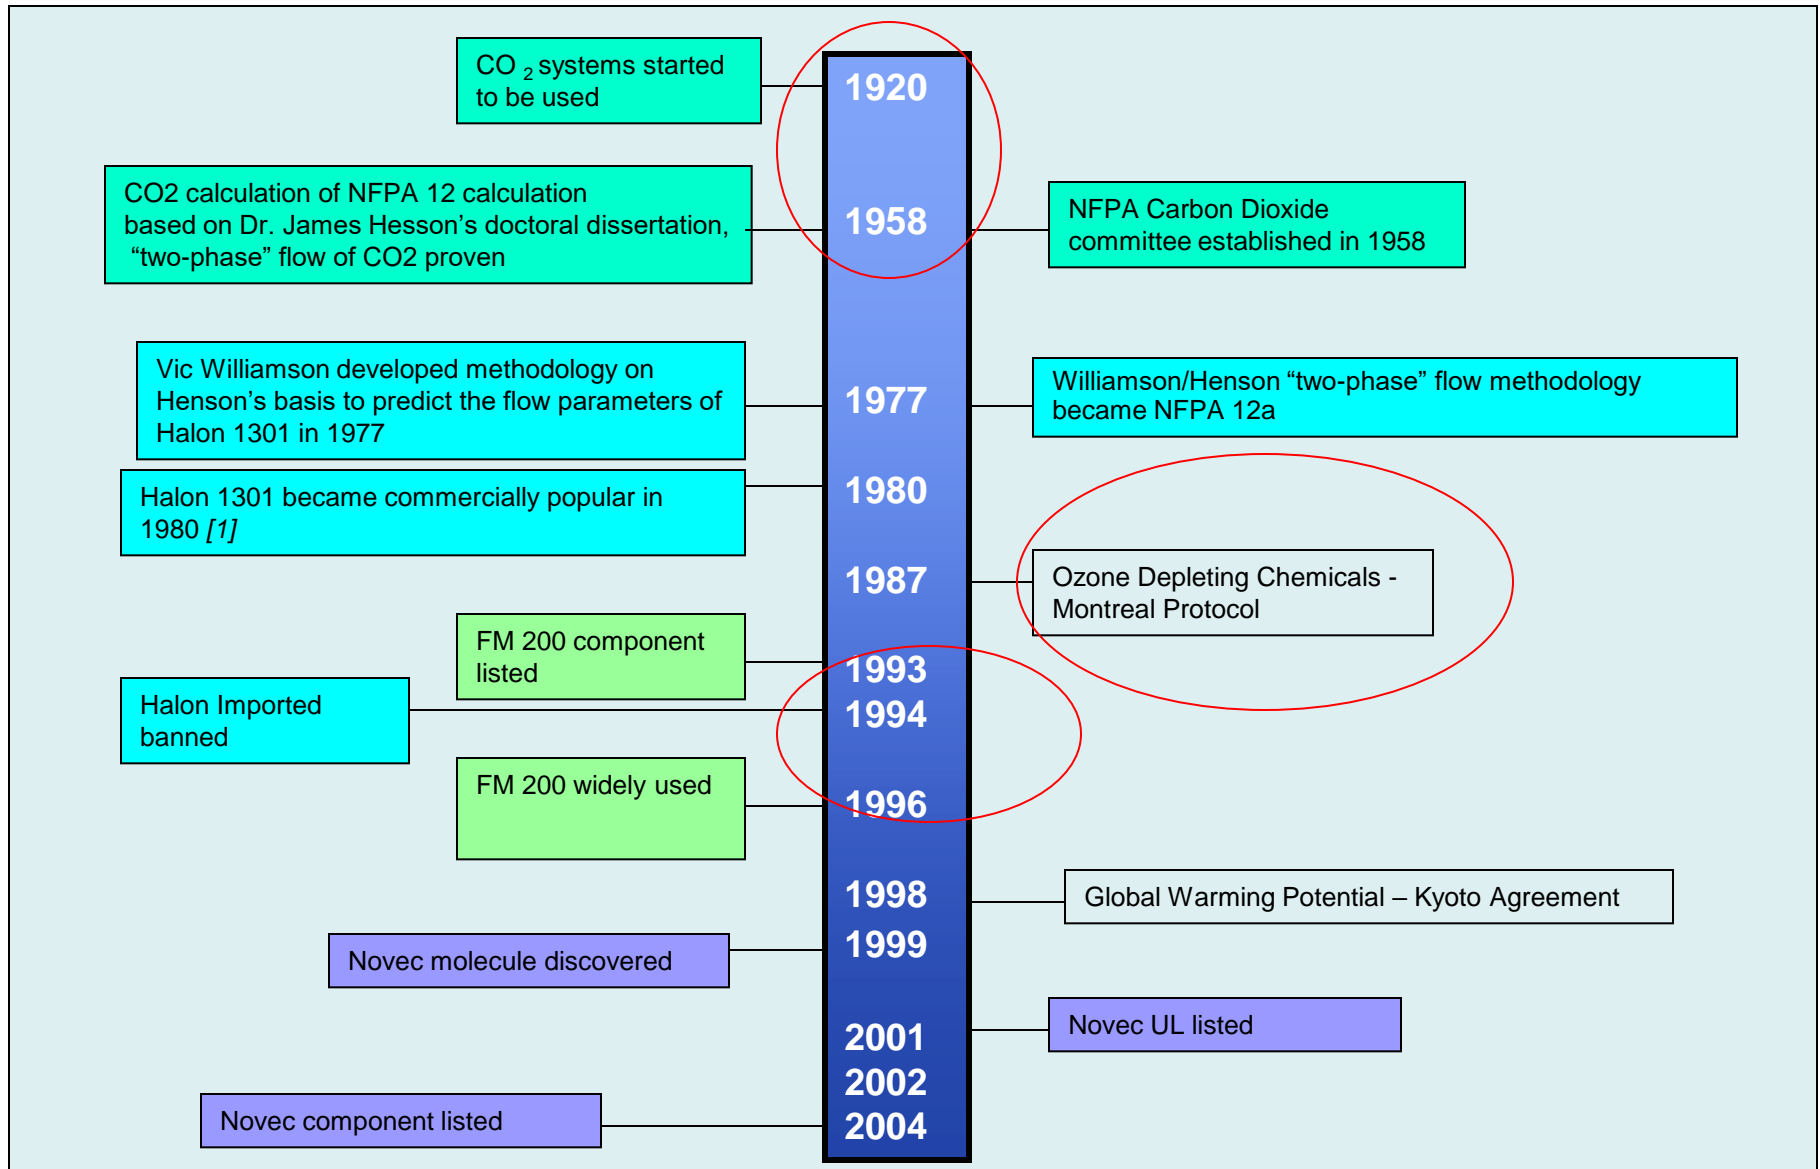 CO 2 systems started
to be used
1920
CO2 calculation of NFPA 12 calculation
based on Dr. James Hesson's doctoral dissertation,
"two-phase" flow of CO2 proven
1958
NFPA Carbon Dioxide
committee established in 1958
Vic Williamson developed methodology on
Henson's basis to predict the flow parameters of
Halon 1301 in 1977
1977
Williamson/Henson "two-phase" flow methodology
became NFPA 12a
Halon 1301 became commercially popular in
1980 [1]
1980
1987
Ozone Depleting Chemicals -
Montreal Protocol
FM 200 component
listed
1993
Halon Imported
banned
1994
FM 200 widely used
1996
1998
Global Warming Potential – Kyoto Agreement
Novec molecule discovered
1999
2001
Novec UL listed
2002
Novec component listed
2004